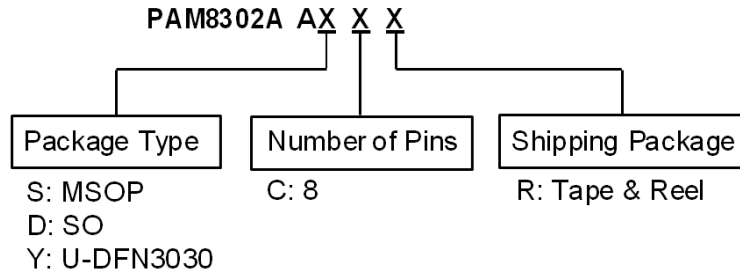 PAM8302A AX X X
Package Type
Number of Pins
Shipping Package
S: MSOP
C: 8
R: Tape & Reel
D: SO
Y: U-DFN3030